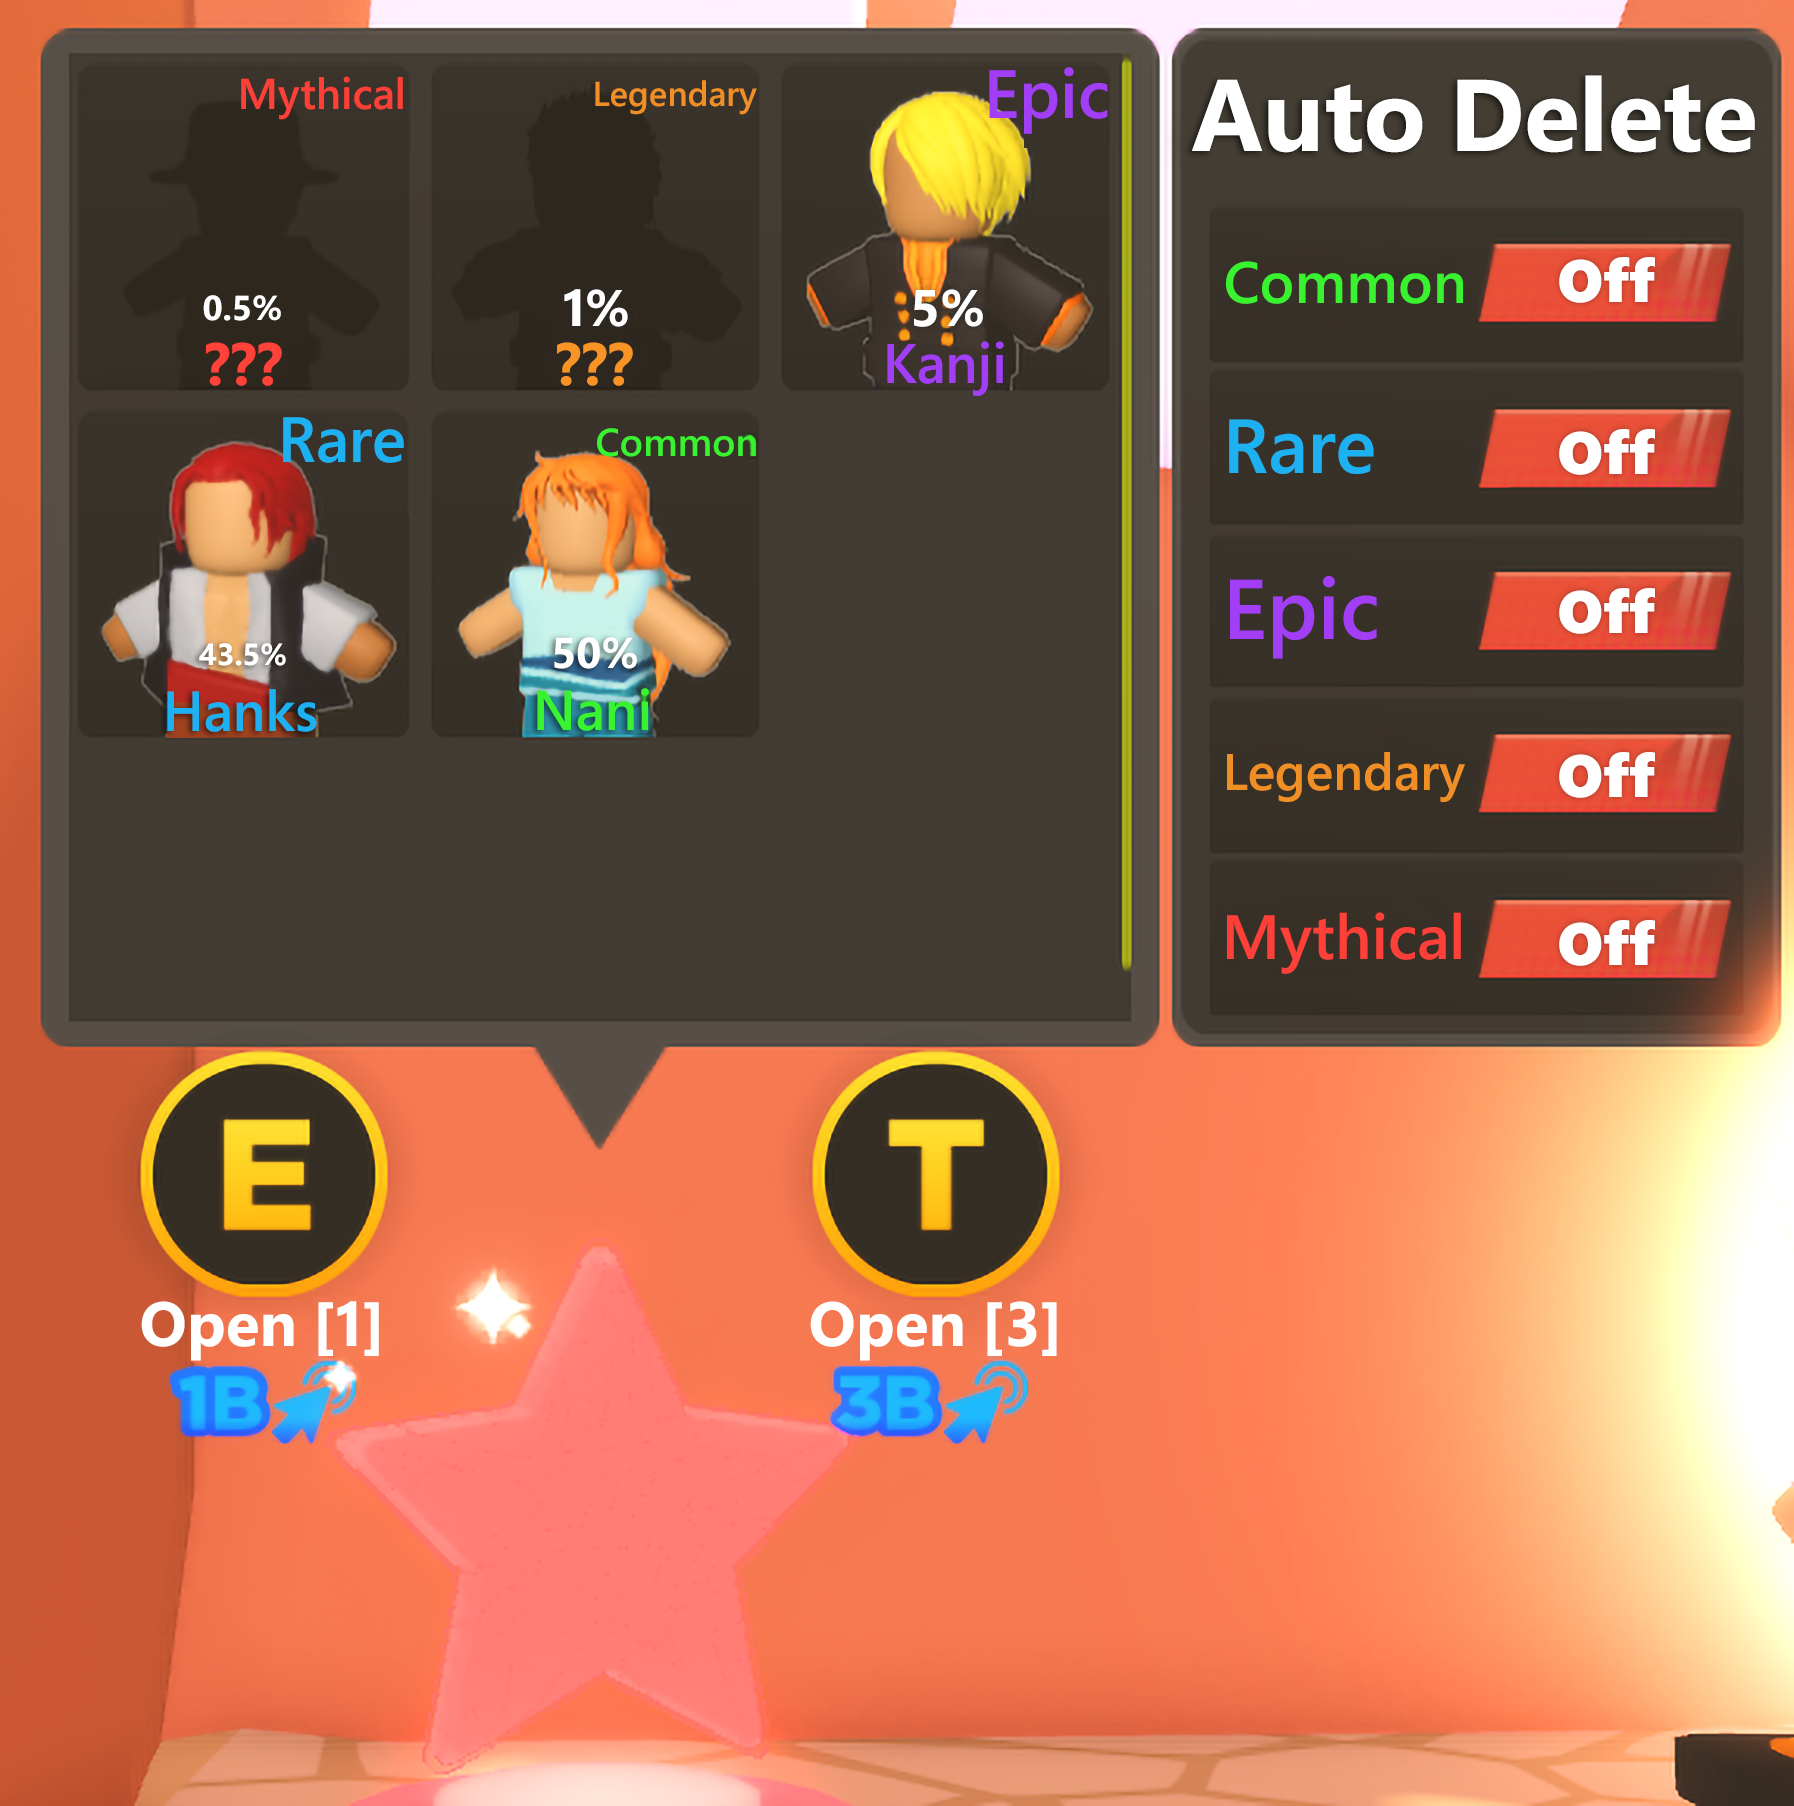 Mythical
0.5%
???
Legendary
1%
???
Epic
5%
Kanji
Rare
43.5%
Hanks
Common
50%
Nani
Auto Delete
Common Off
Rare Off
Epic Off
Legendary Off
Mythical Off
E
Open [1]
1B
T
Open [3]
3B